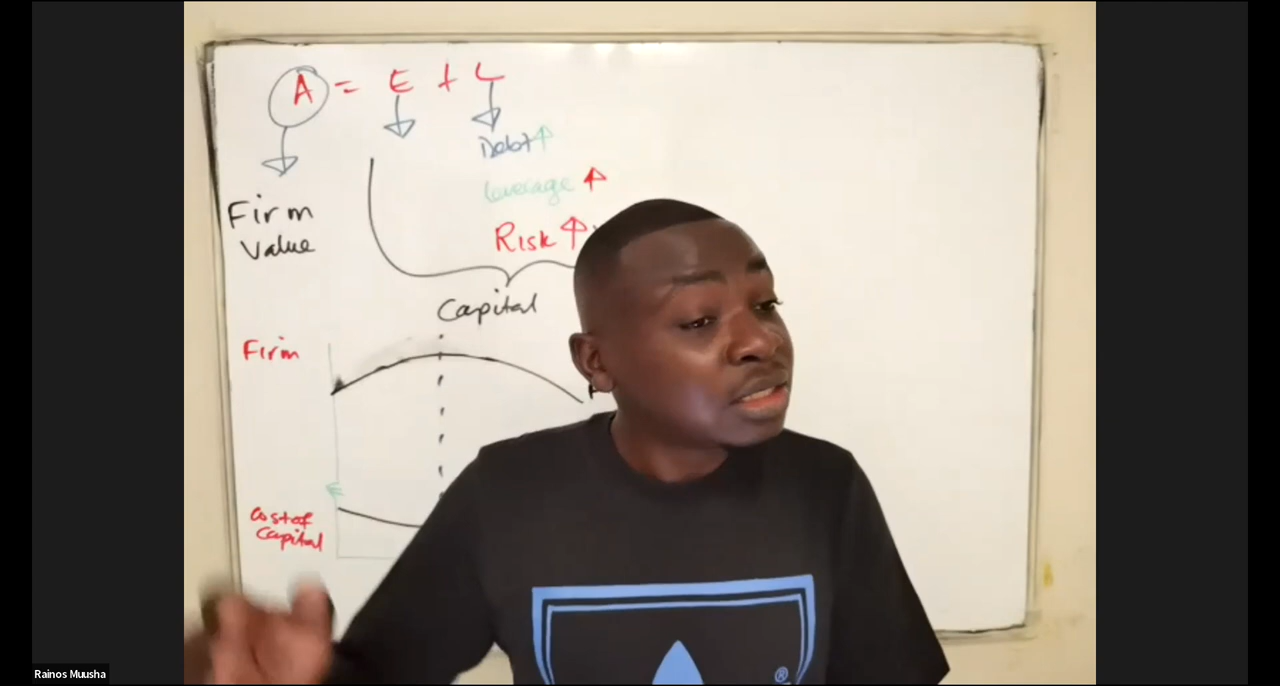 A = E + L
Debt↑
leverage ↑
Risk ↑
Firm
Value
Capital
Firm
Cost of
Capital
®
Rainos Muusha